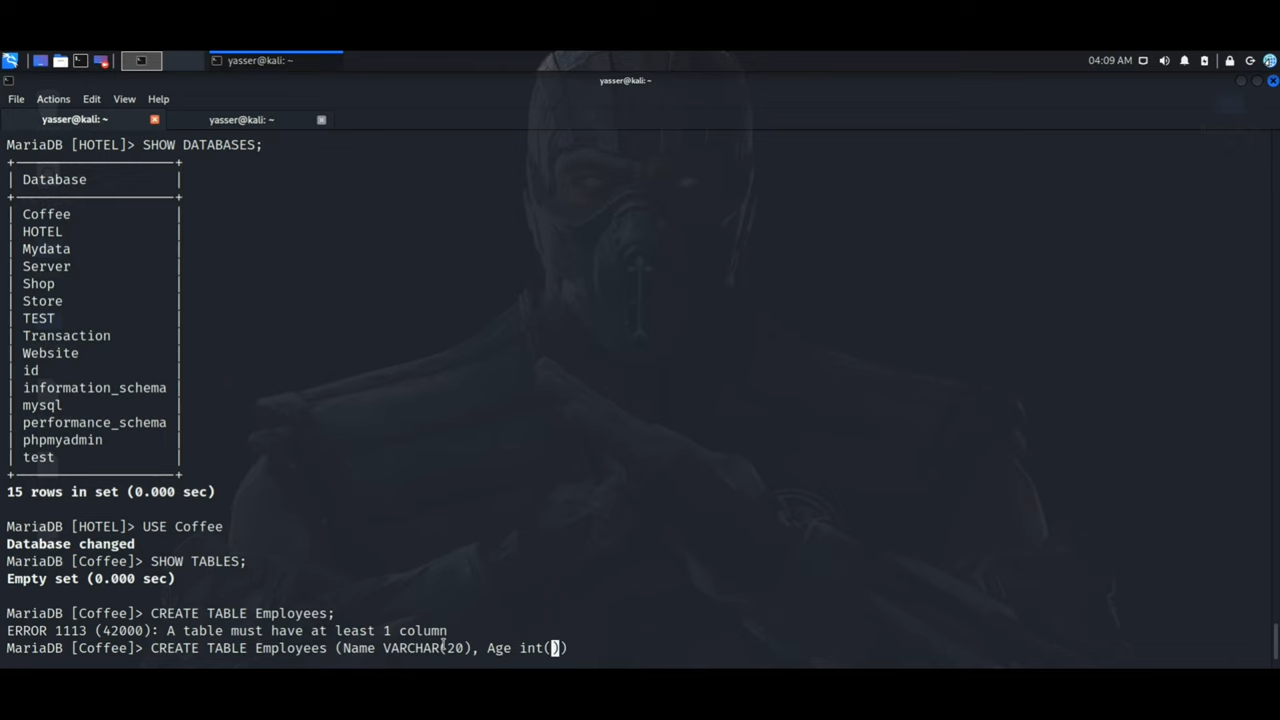 yasser@kali: ~
04:09 AM
yasser@kali: ~
File Actions Edit View Help
yasser@kali: ~
yasser@kali: ~
MariaDB [HOTEL]> SHOW DATABASES;
| Database |
| Coffee |
| HOTEL |
| Mydata |
| Server |
| Shop |
| Store |
| TEST |
| Transaction |
| Website |
| id |
| information_schema |
| mysql |
| performance_schema |
| phpmyadmin |
| test |
15 rows in set (0.000 sec)
MariaDB [HOTEL]> USE Coffee
Database changed
MariaDB [Coffee]> SHOW TABLES;
Empty set (0.000 sec)
MariaDB [Coffee]> CREATE TABLE Employees;
ERROR 1113 (42000): A table must have at least 1 column
MariaDB [Coffee]> CREATE TABLE Employees (Name VARCHAR(20), Age int())